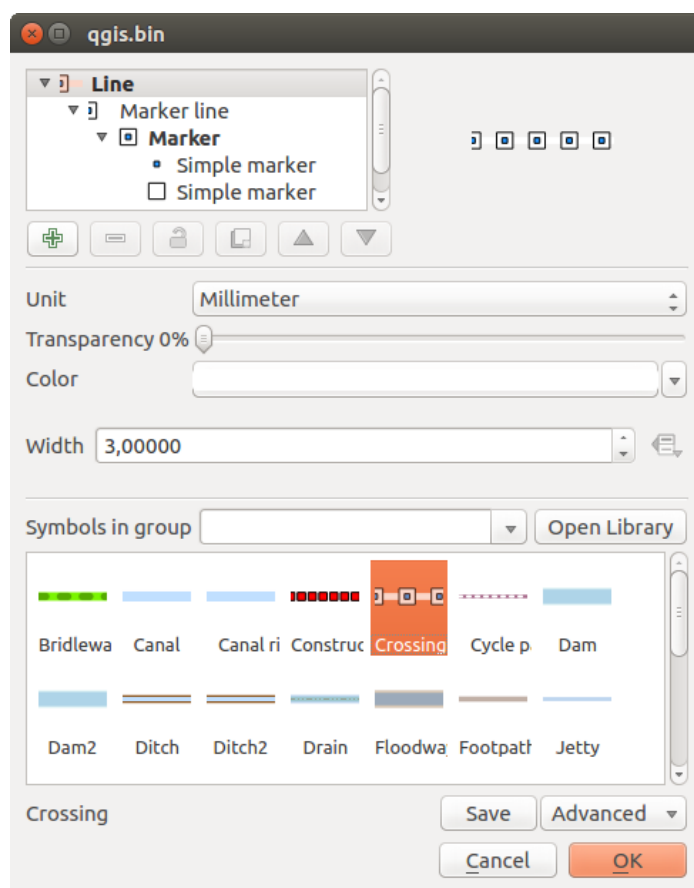 qgis.bin
Line
Marker line
Marker
Simple marker
Simple marker
Unit
Millimeter
Transparency 0%
Color
Width
3,00000
Symbols in group
Open Library
Bridlewa
Canal
Canal ri
Construc
Crossing
Cycle p
Dam
Dam2
Ditch
Ditch2
Drain
Floodwa
Footpath
Jetty
Crossing
Save
Advanced
Cancel
OK